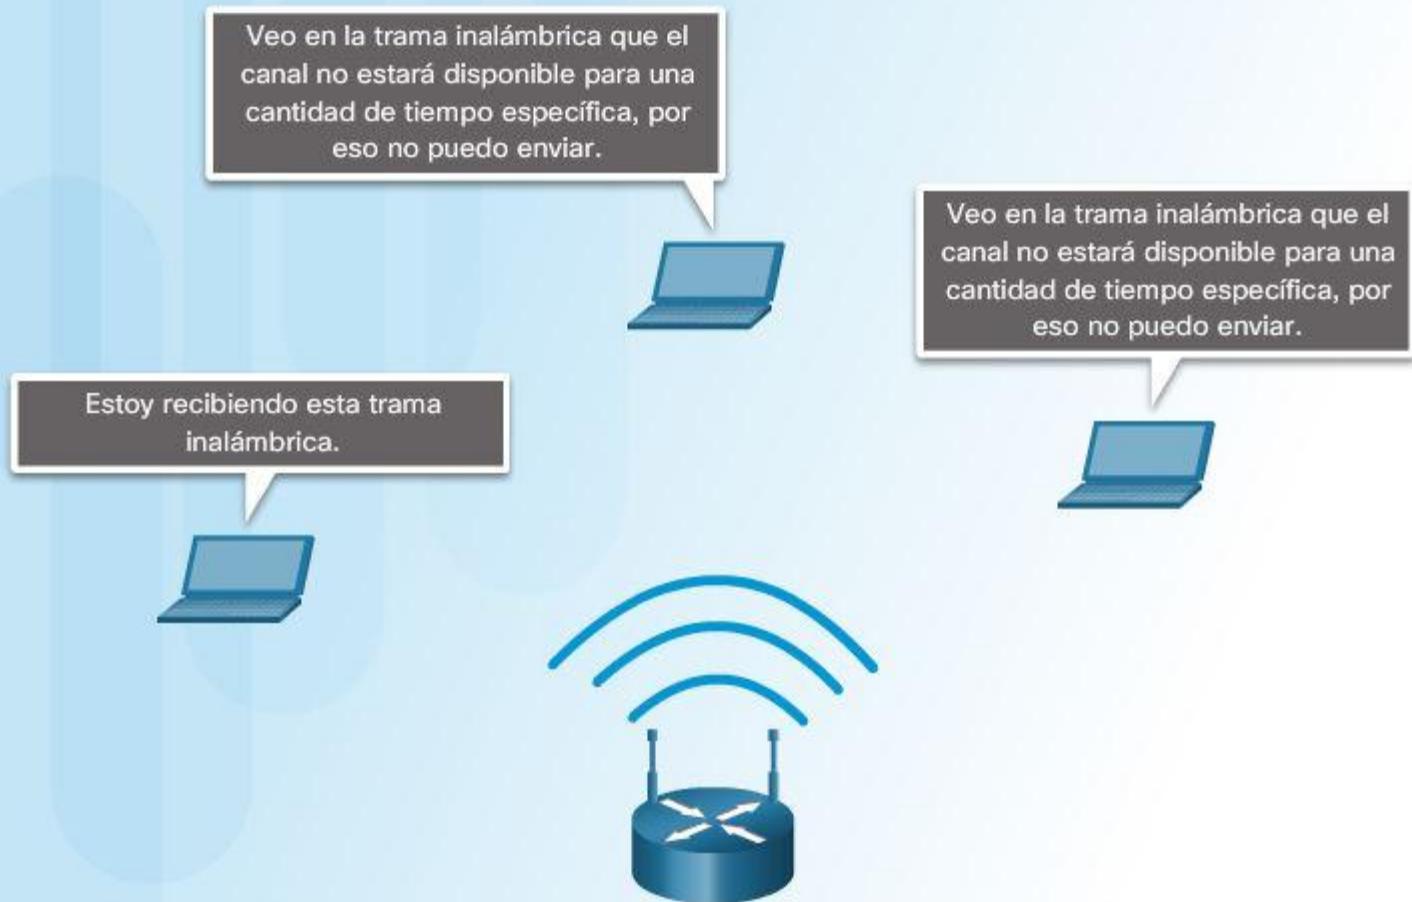 Veo en la trama inalámbrica que el
canal no estará disponible para una
cantidad de tiempo específica, por
eso no puedo enviar.
Veo en la trama inalámbrica que el
canal no estará disponible para una
cantidad de tiempo específica, por
eso no puedo enviar.
Estoy recibiendo esta trama
inalámbrica.